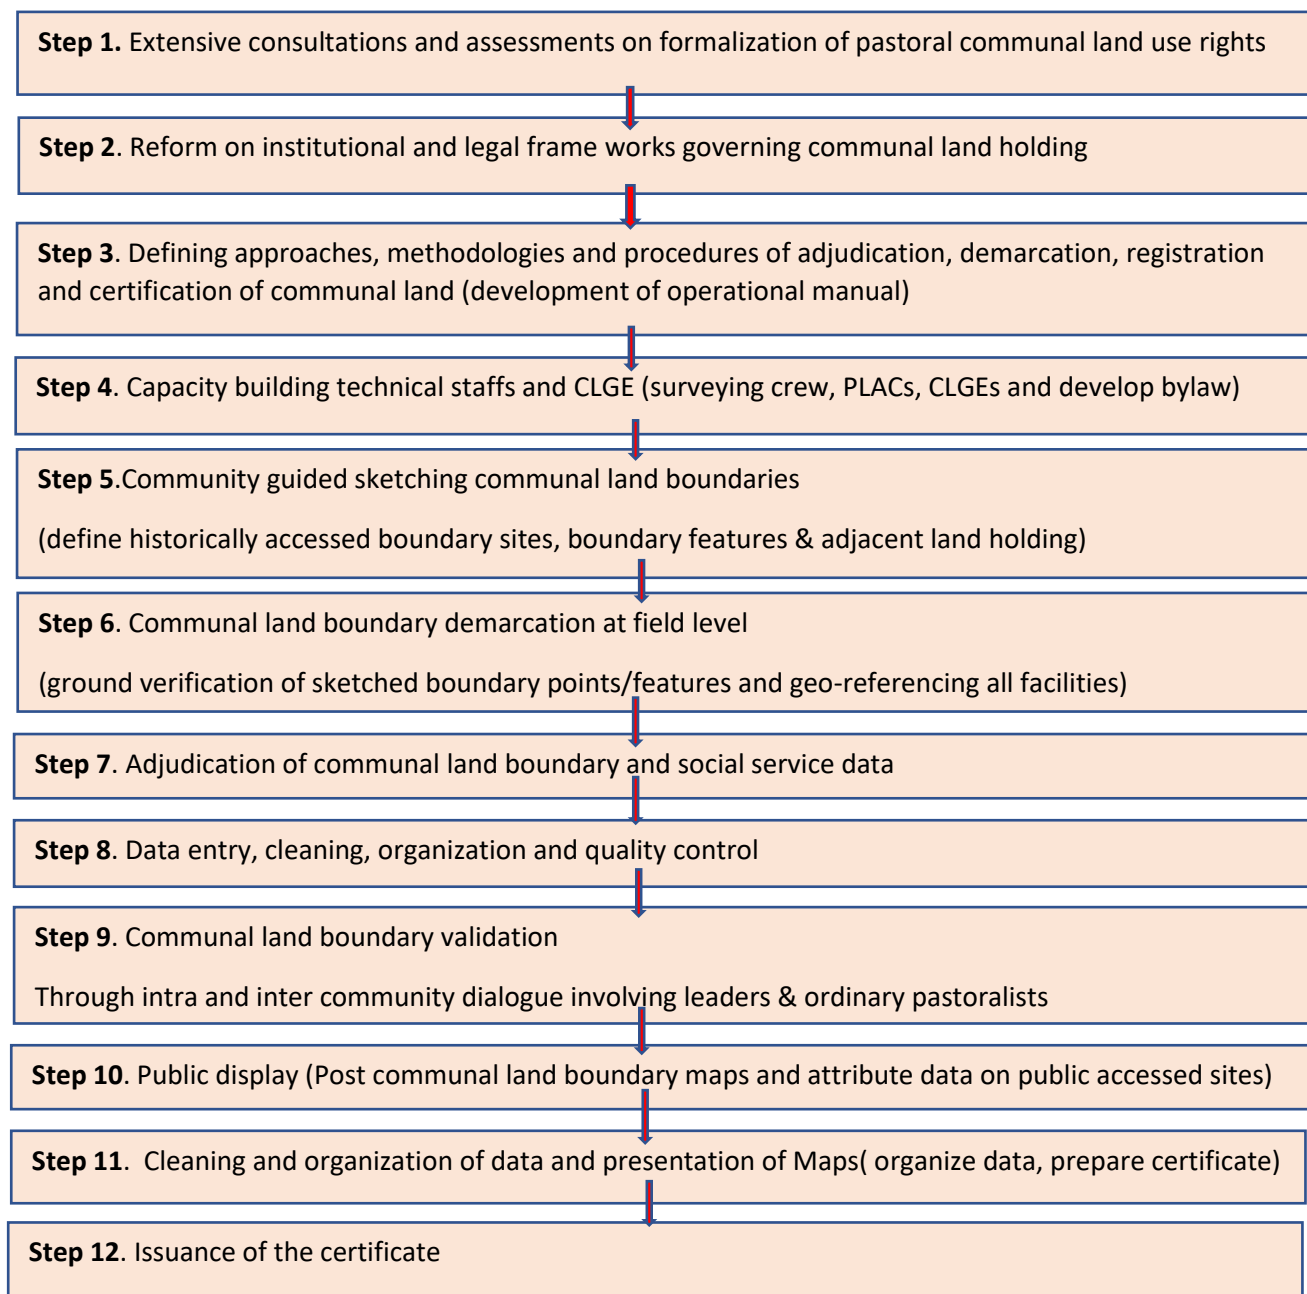 Step 1. Extensive consultations and assessments on formalization of pastoral communal land use rights
Step 2. Reform on institutional and legal frame works governing communal land holding
Step 3. Defining approaches, methodologies and procedures of adjudication, demarcation, registration
and certification of communal land (development of operational manual)
Step 4. Capacity building technical staffs and CLGE (surveying crew, PLACs, CLGEs and develop bylaw)
Step 5.Community guided sketching communal land boundaries
(define historically accessed boundary sites, boundary features & adjacent land holding)
Step 6. Communal land boundary demarcation at field level
(ground verification of sketched boundary points/features and geo-referencing all facilities)
Step 7. Adjudication of communal land boundary and social service data
Step 8. Data entry, cleaning, organization and quality control
Step 9. Communal land boundary validation
Through intra and inter community dialogue involving leaders & ordinary pastoralists
Step 10. Public display (Post communal land boundary maps and attribute data on public accessed sites)
Step 11.  Cleaning and organization of data and presentation of Maps( organize data, prepare certificate)
Step 12. Issuance of the certificate